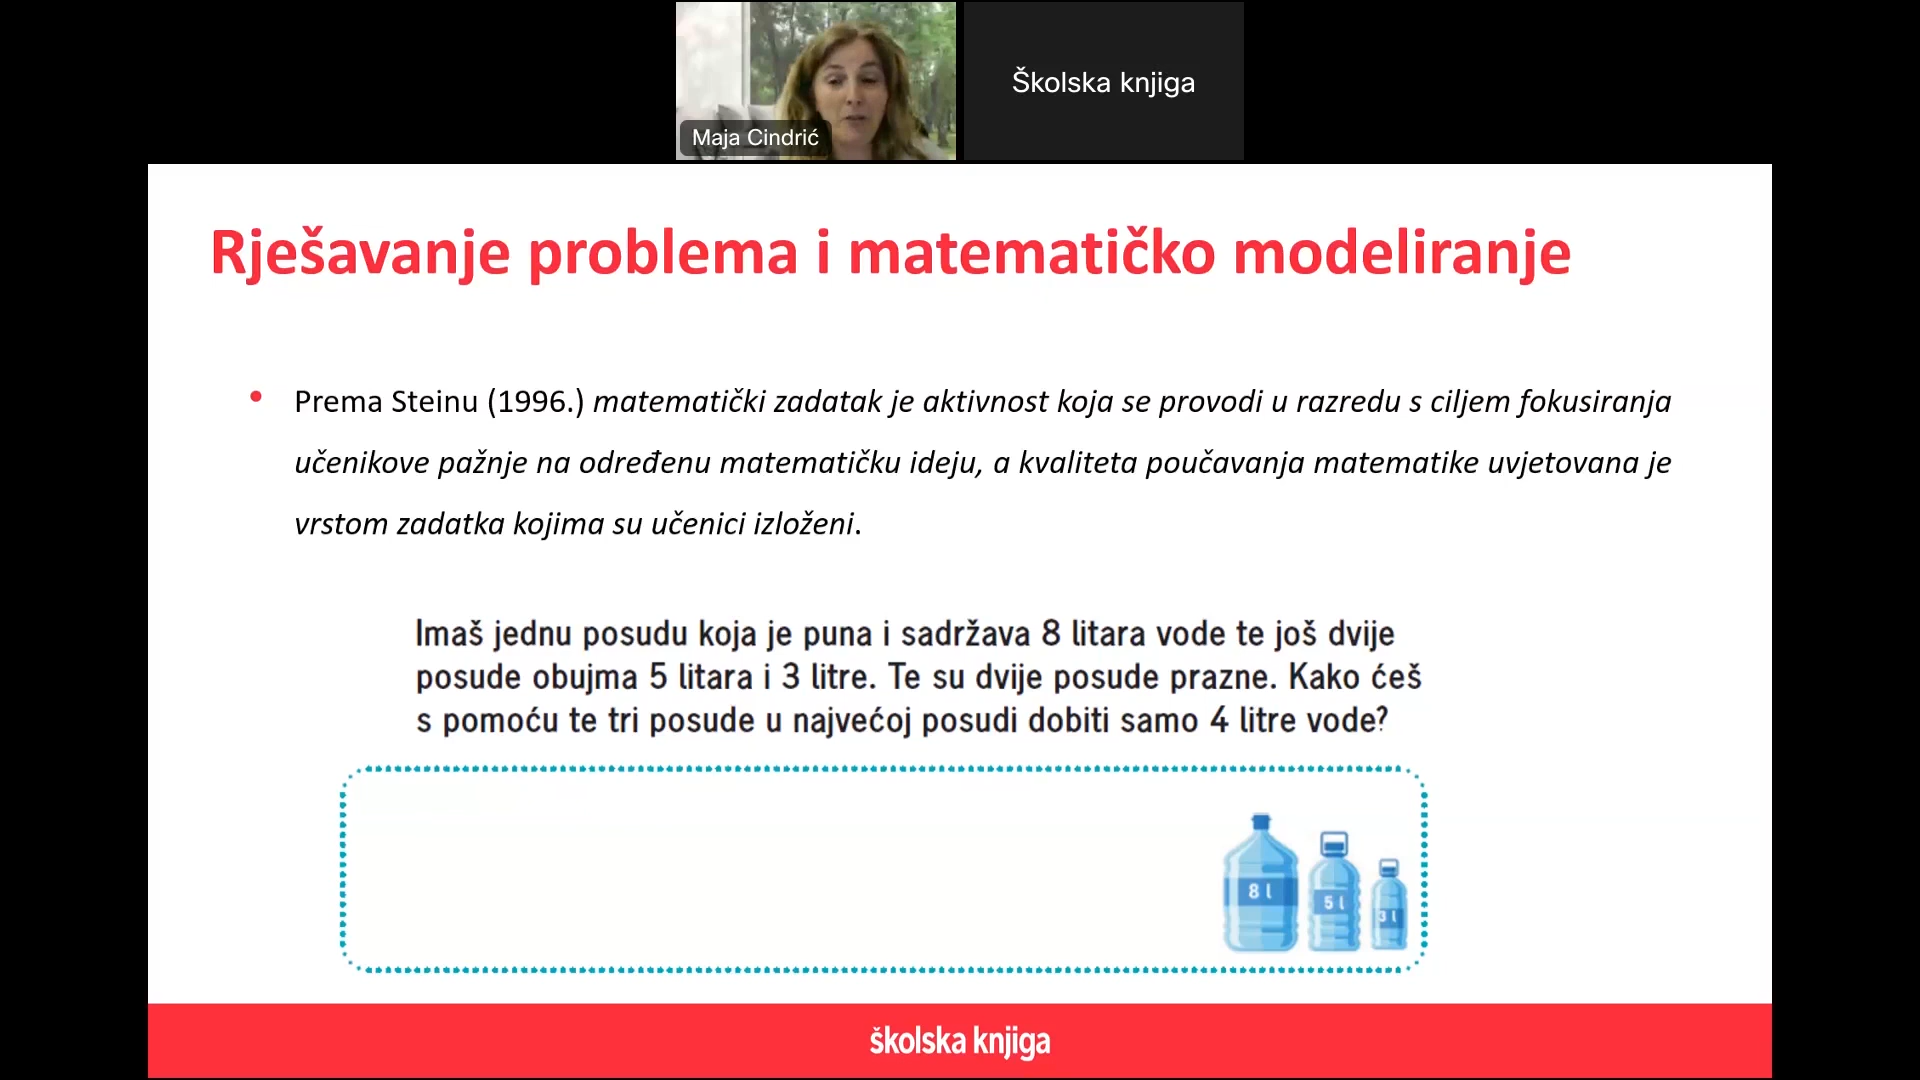 Maja Cindrić
Školska knjiga
Rješavanje problema i matematičko modeliranje
• Prema Steinu (1996.) matematički zadatak je aktivnost koja se provodi u razredu s ciljem fokusiranja
učenikove pažnje na određenu matematičku ideju, a kvaliteta poučavanja matematike uvjetovana je
vrstom zadatka kojima su učenici izloženi.
Imaš jednu posudu koja je puna i sadržava 8 litara vode te još dvije
posude obujma 5 litara i 3 litre. Te su dvije posude prazne. Kako ćeš
s pomoću te tri posude u najvećoj posudi dobiti samo 4 litre vode?
8 l
5 l
3 l
školska knjiga